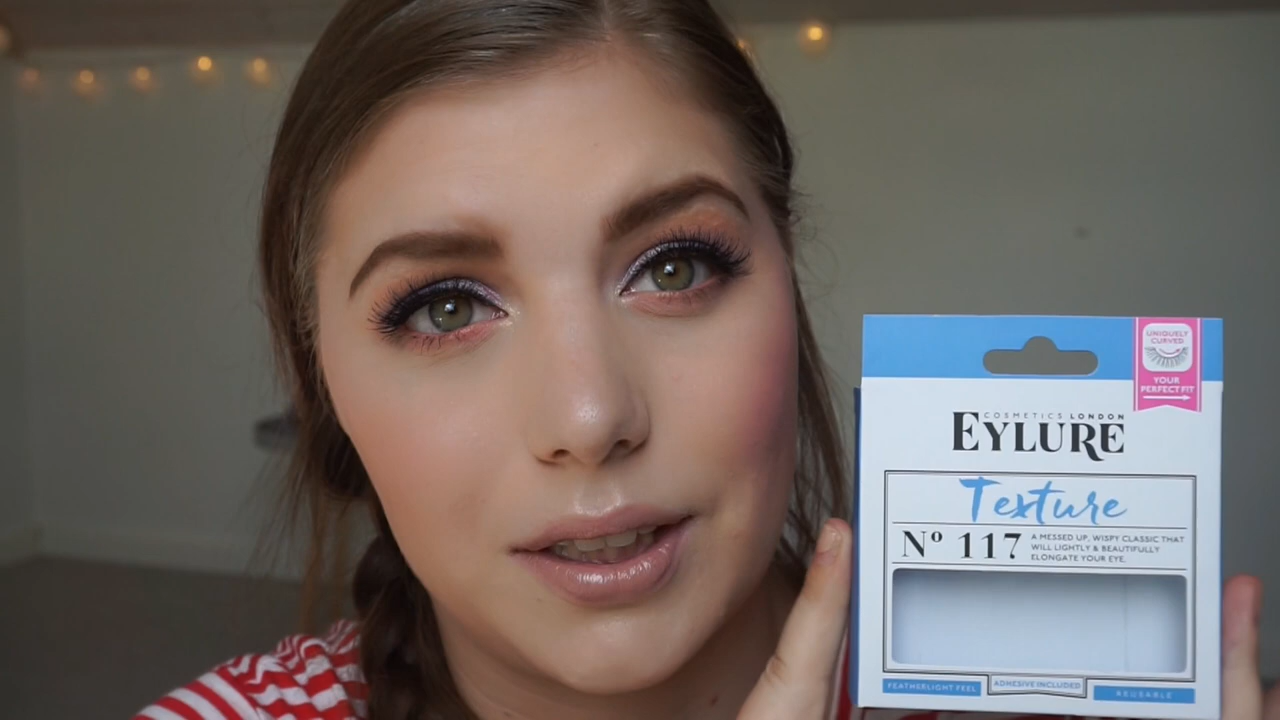 UNIQUELY
CURVED
YOUR
PERFECT FIT
COSMETICS LONDON
EYLURE
Texture
Nº 117
A MESSED UP, WISPY CLASSIC THAT
WILL LIGHTLY & BEAUTIFULLY
ELONGATE YOUR EYE.
FEATHERLIGHT FEEL
ADHESIVE INCLUDED
REUSABLE